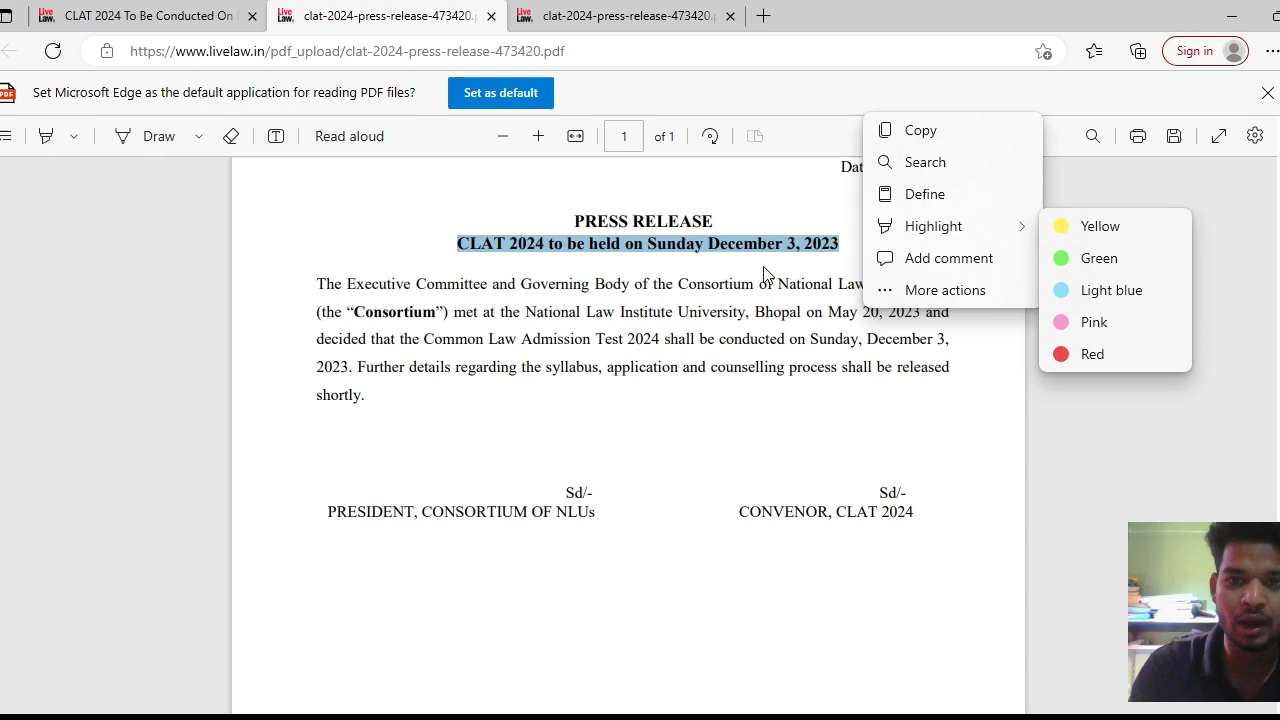 Live Law. CLAT 2024 To Be Conducted On
Live Law. clat-2024-press-release-473420.p
Live Law. clat-2024-press-release-473420.p
https://www.livelaw.in/pdf_upload/clat-2024-press-release-473420.pdf
Sign in
PDF Set Microsoft Edge as the default application for reading PDF files?
Set as default
Draw
Read aloud
1 of 1
Copy
Search
Define
Highlight
Add comment
More actions
Yellow
Green
Light blue
Pink
Red
PRESS RELEASE
CLAT 2024 to be held on Sunday December 3, 2023
The Executive Committee and Governing Body of the Consortium of National Law
(the “Consortium”) met at the National Law Institute University, Bhopal on May 20, 2023 and
decided that the Common Law Admission Test 2024 shall be conducted on Sunday, December 3,
2023. Further details regarding the syllabus, application and counselling process shall be released
shortly.
Sd/-
PRESIDENT, CONSORTIUM OF NLUs
Sd/-
CONVENOR, CLAT 2024